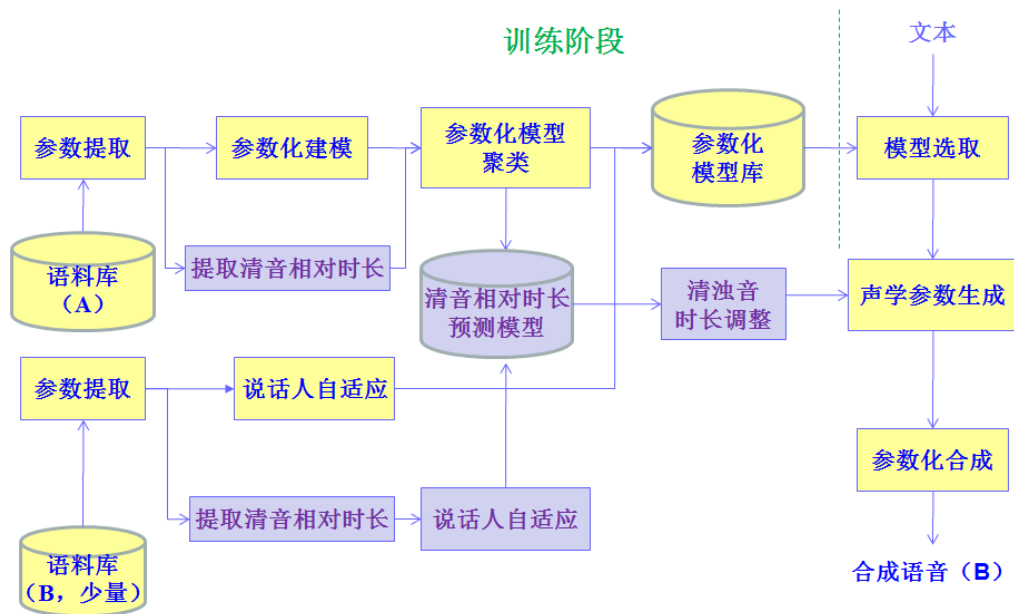 训练阶段
文本
参数提取
参数化建模
参数化模型
聚类
参数化
模型库
模型选取
语料库
（A）
提取清音相对时长
清音相对时长
预测模型
清浊音
时长调整
声学参数生成
参数提取
说话人自适应
参数化合成
提取清音相对时长
说话人自适应
语料库
（B，少量）
合成语音（B）